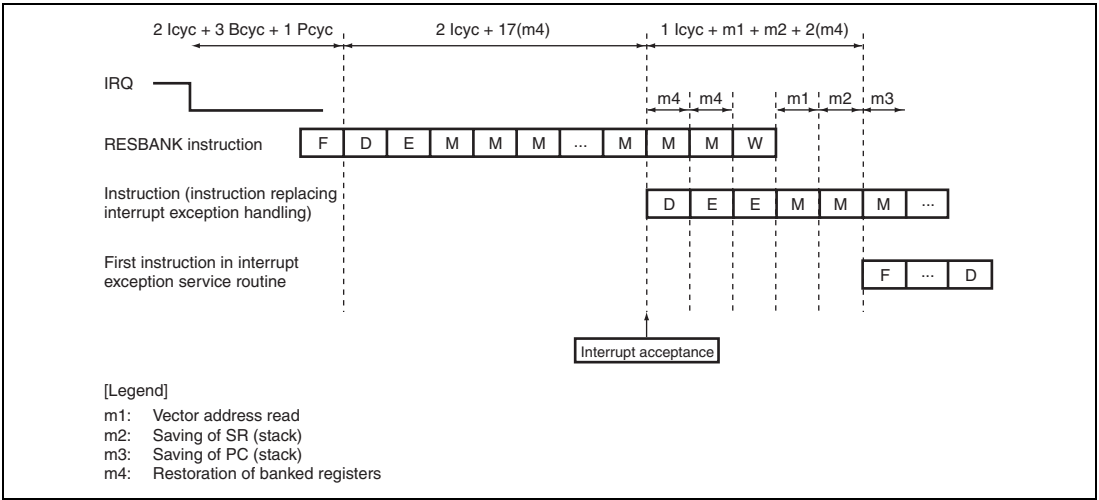 2 Icyc + 3 Bcyc + 1 Pcyc 2 Icyc + 17(m4) 1 Icyc + m1 + m2 + 2(m4)
IRQ
m4 m4 m1 m2 m3
RESBANK instruction F D E M M M ... M M M W
Instruction (instruction replacing
interrupt exception handling) D E E M M M ...
First instruction in interrupt
exception service routine F ... D
Interrupt acceptance
[Legend]
m1: Vector address read
m2: Saving of SR (stack)
m3: Saving of PC (stack)
m4: Restoration of banked registers